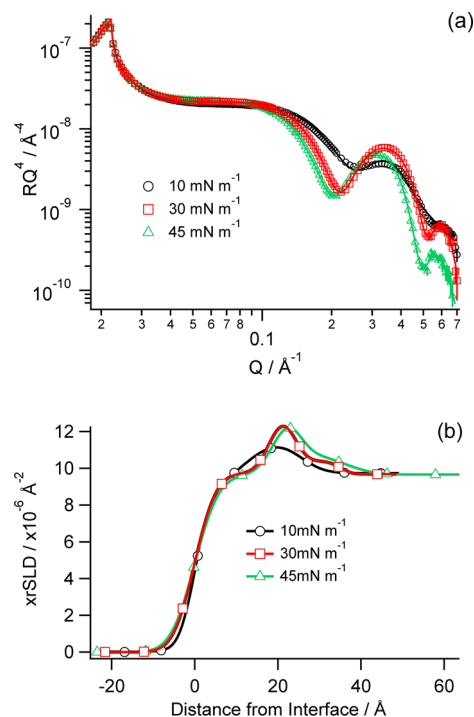 (a)
10⁻⁷
10⁻⁸
10⁻⁹
10⁻¹⁰
RQ⁴ / Å⁻⁴
10 mN m⁻¹
30 mN m⁻¹
45 mN m⁻¹
2 3 4 5 6 7 8 0.1 2 3 4 5 6 7
Q / Å⁻¹
(b)
12
10
8
6
4
2
0
xrSLD / x10⁻⁶ Å⁻²
10mN m⁻¹
30mN m⁻¹
45mN m⁻¹
-20 0 20 40 60
Distance from Interface / Å